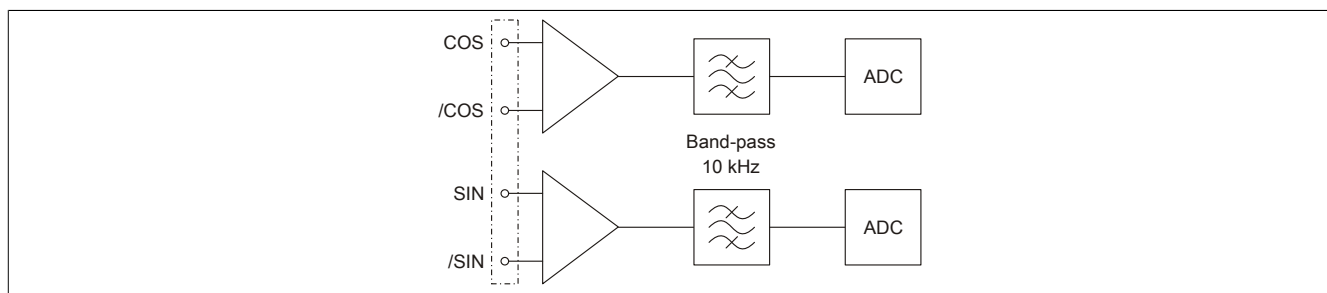 COS
ADC
/COS
Band-pass
10 kHz
SIN
ADC
/SIN